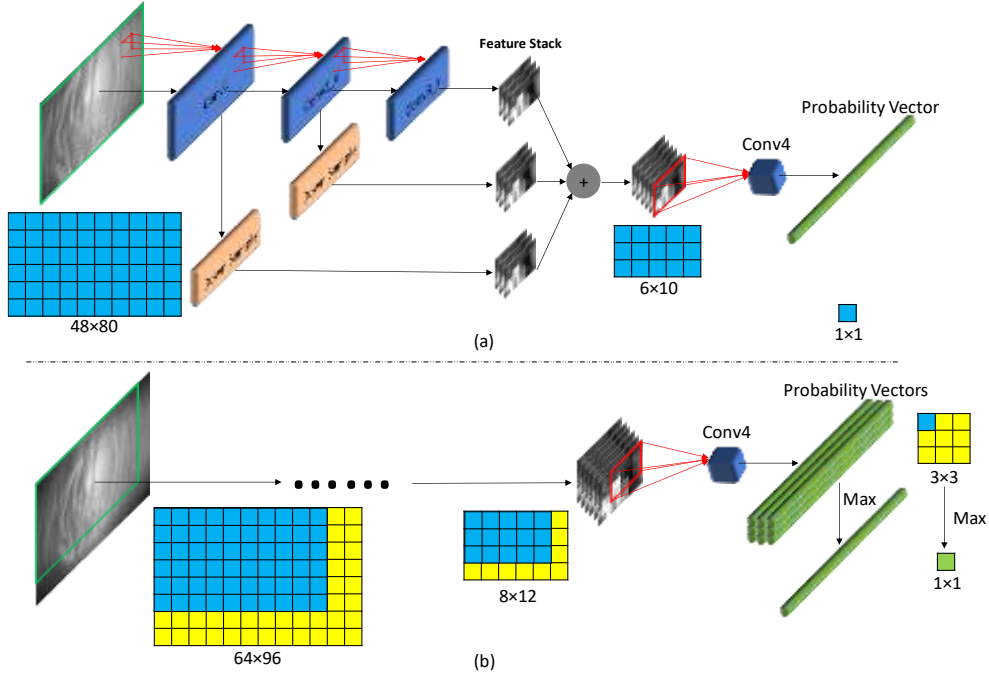 Feature Stack
Probability Vector
Conv4
+
48×80
6×10
1×1
(a)
Probability Vectors
Conv4
3×3
Max
Max
8×12
1×1
64×96
(b)